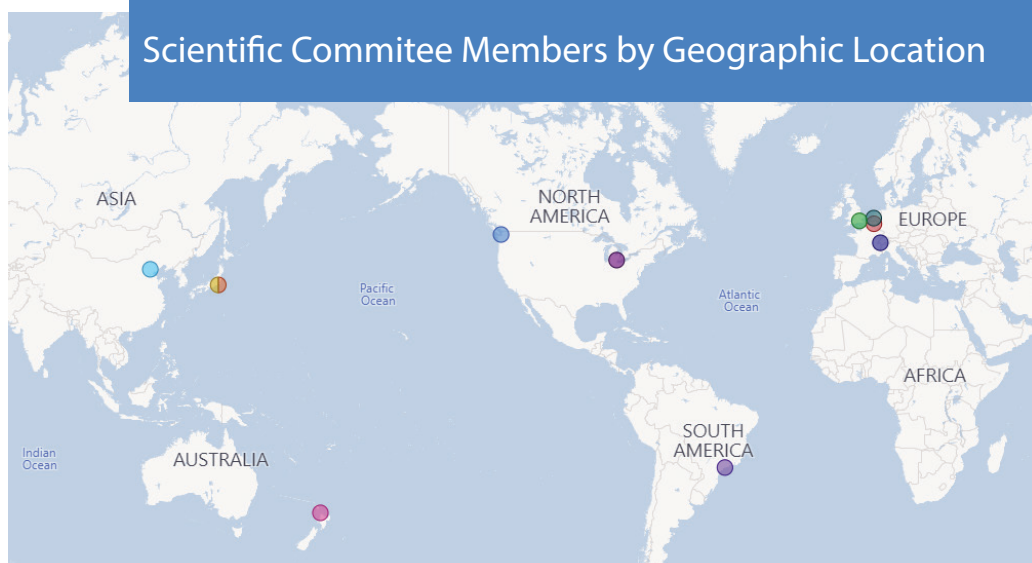 Scientific Commitee Members by Geographic Location
ASIA
NORTH
AMERICA
EUROPE
Pacific
Ocean
Atlantic
Ocean
AFRICA
SOUTH
AMERICA
Indian
Ocean
AUSTRALIA